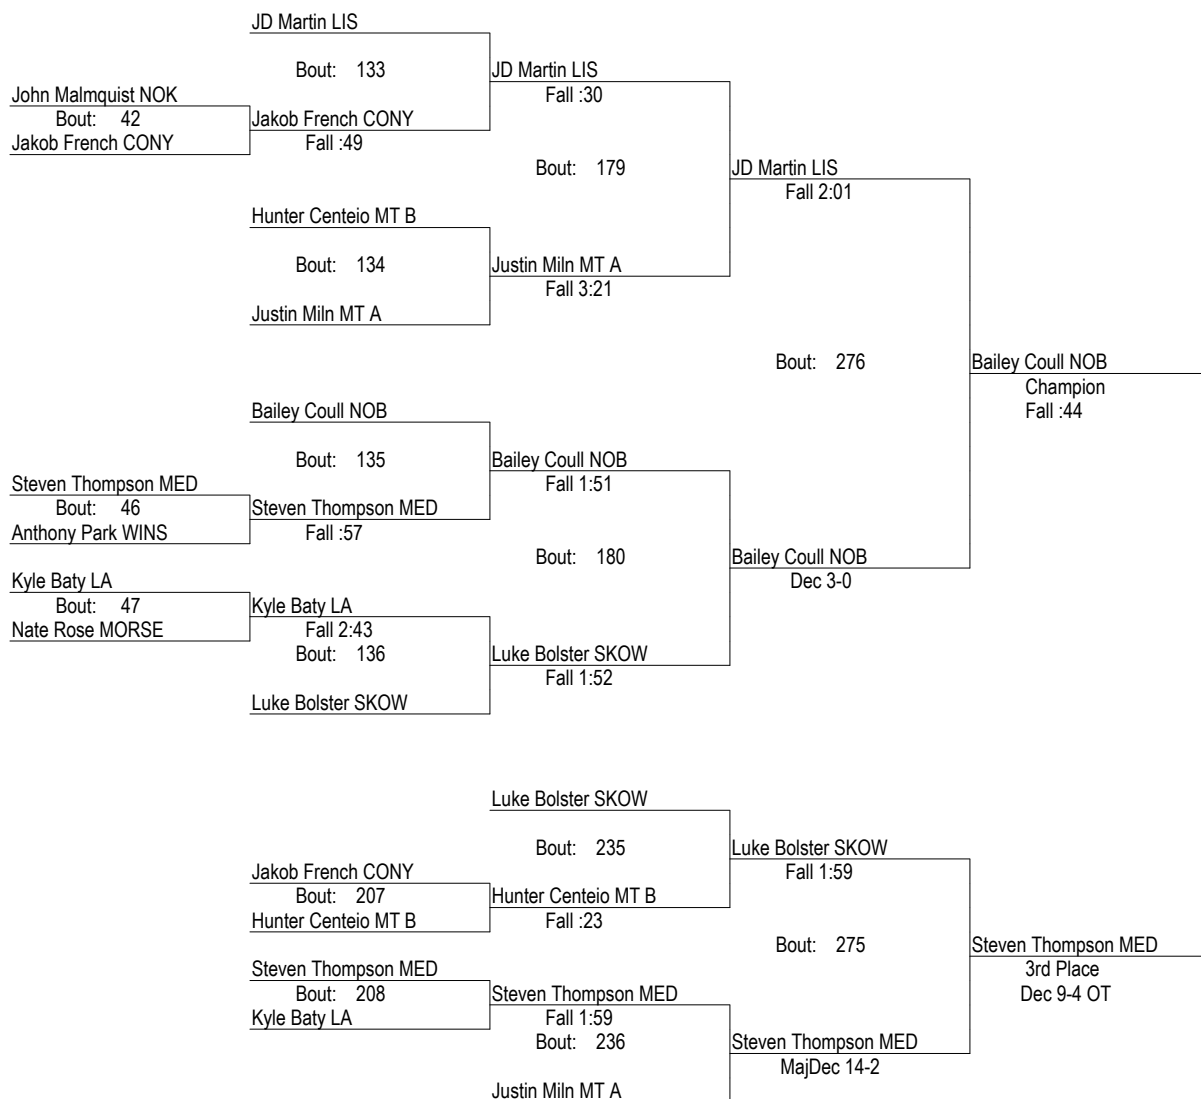 JD Martin LIS
Bout: 133
JD Martin LIS
Fall :30
John Malmquist NOK
Bout: 42
Jakob French CONY
Jakob French CONY
Fall :49
Bout: 179
JD Martin LIS
Fall 2:01
Hunter Centeio MT B
Bout: 134
Justin Miln MT A
Fall 3:21
Justin Miln MT A
Bout: 276
Bailey Coull NOB
Champion
Fall :44
Bailey Coull NOB
Bout: 135
Bailey Coull NOB
Fall 1:51
Steven Thompson MED
Bout: 46
Anthony Park WINS
Steven Thompson MED
Fall :57
Bout: 180
Bailey Coull NOB
Dec 3-0
Kyle Baty LA
Bout: 47
Nate Rose MORSE
Kyle Baty LA
Fall 2:43
Bout: 136
Luke Bolster SKOW
Fall 1:52
Luke Bolster SKOW
Luke Bolster SKOW
Bout: 235
Luke Bolster SKOW
Fall 1:59
Jakob French CONY
Bout: 207
Hunter Centeio MT B
Hunter Centeio MT B
Fall :23
Bout: 275
Steven Thompson MED
3rd Place
Dec 9-4 OT
Steven Thompson MED
Bout: 208
Kyle Baty LA
Steven Thompson MED
Fall 1:59
Bout: 236
Steven Thompson MED
MajDec 14-2
Justin Miln MT A